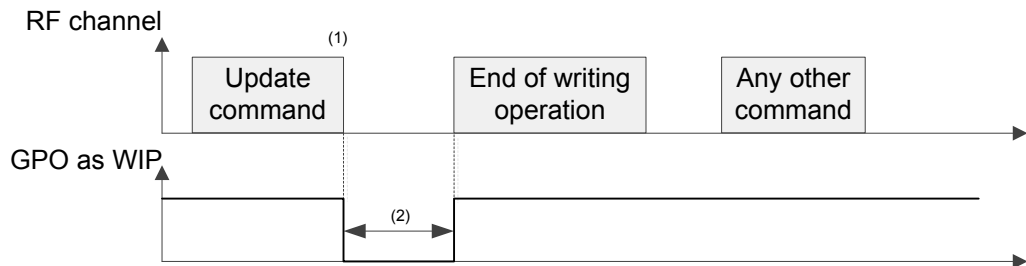 RF channel
(1)
Update
command
End of writing
operation
Any other
command
GPO as WIP
(2)